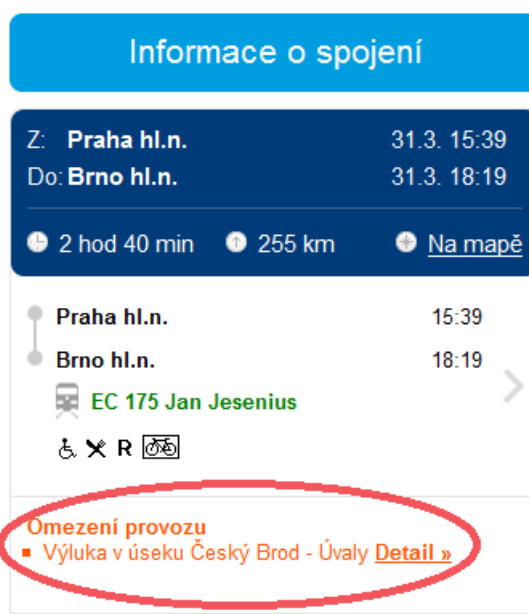 Informace o spojení
Z: Praha hl.n. 31.3. 15:39
Do: Brno hl.n. 31.3. 18:19
2 hod 40 min 255 km Na mapě
Praha hl.n. 15:39
Brno hl.n. 18:19
EC 175 Jan Jesenius
R
Omezení provozu
Výluka v úseku Český Brod - Úvaly Detail »